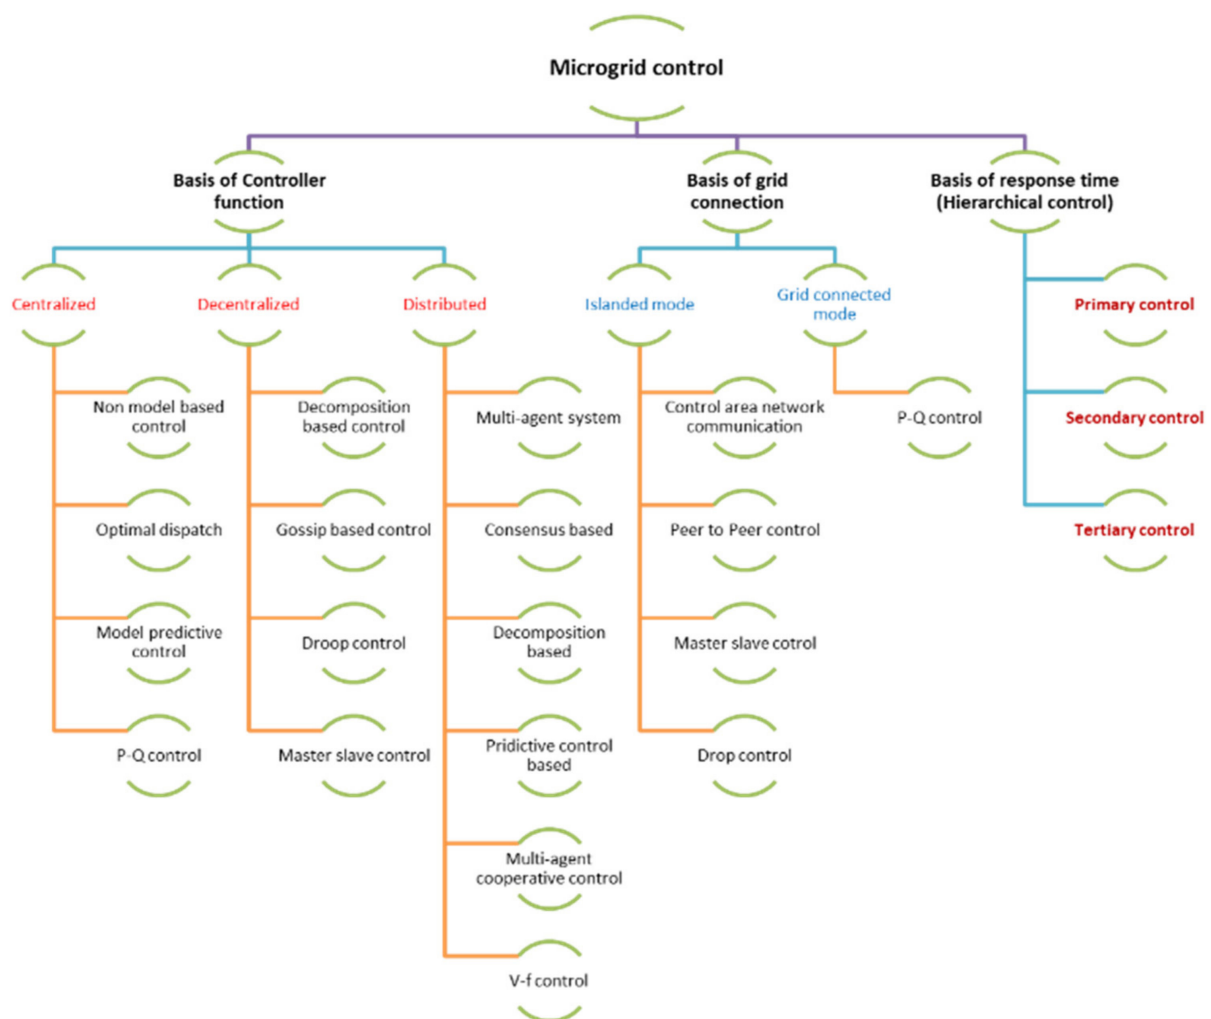 Microgrid control
Basis of Controller
function
Basis of grid
connection
Basis of response time
(Hierarchical control)
Centralized
Decentralized
Distributed
Islanded mode
Grid connected
mode
Primary control
Non model based
control
Decomposition
based control
Multi-agent system
Control area network
communication
P-Q control
Secondary control
Optimal dispatch
Gossip based control
Consensus based
Peer to Peer control
Tertiary control
Model predictive
control
Droop control
Decomposition
based
Master slave cotrol
P-Q control
Master slave control
Pridictive control
based
Drop control
Multi-agent
cooperative control
V-f control